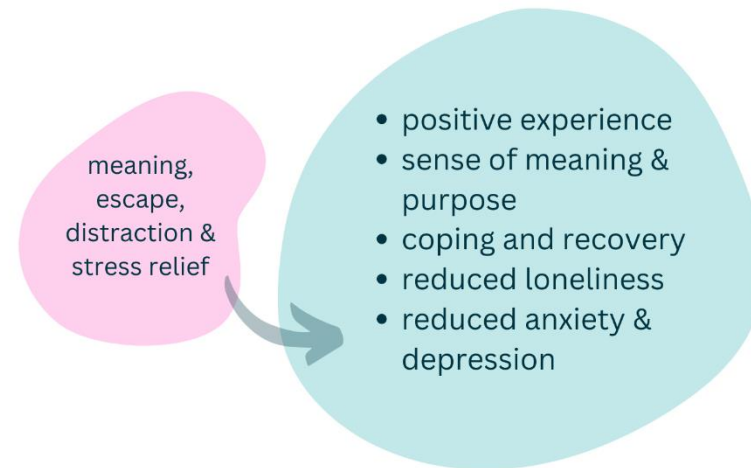 meaning,
escape,
distraction &
stress relief
• positive experience
• sense of meaning &
purpose
• coping and recovery
• reduced loneliness
• reduced anxiety &
depression